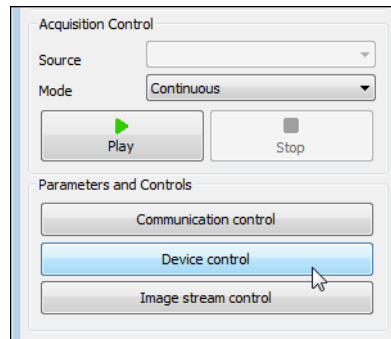 Acquisition Control
Source
Mode
Continuous
Play
Stop
Parameters and Controls
Communication control
Device control
Image stream control